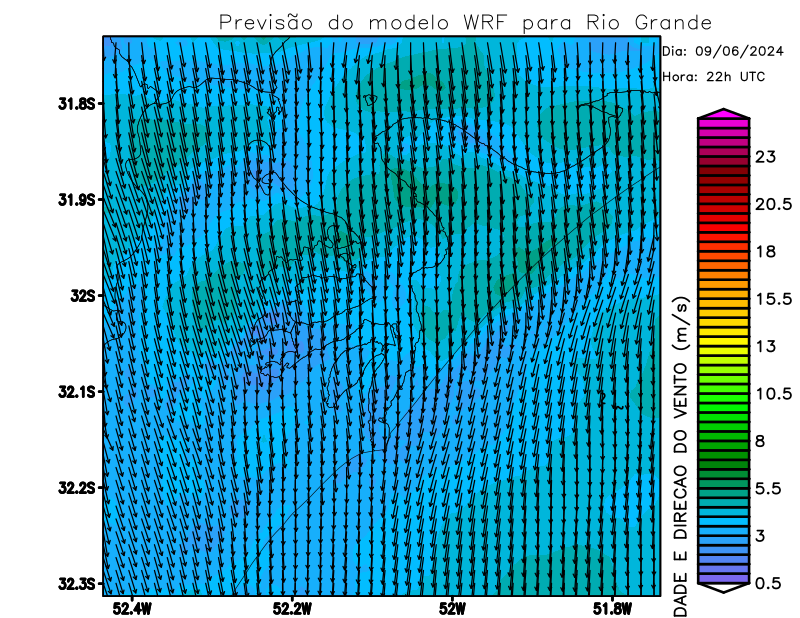 Previsão do modelo WRF para Rio Grande
Dia: 09/06/2024
Hora: 22h UTC
31.8S
31.9S
32S
32.1S
32.2S
32.3S
52.4W
52.2W
52W
51.8W
DADE E DIRECAO DO VENTO (m/s)
23
20.5
18
15.5
13
10.5
8
5.5
3
0.5